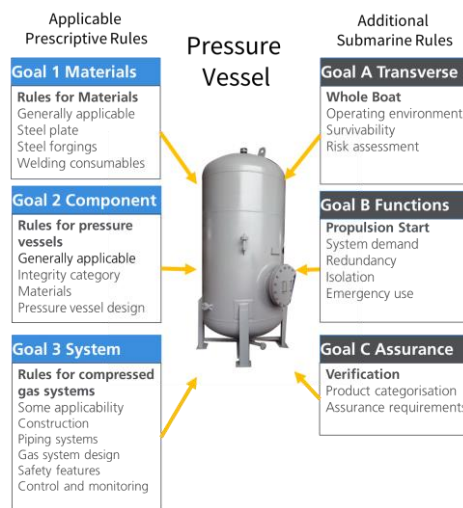 Applicable
Prescriptive Rules
Pressure
Vessel
Additional
Submarine Rules
Goal 1 Materials
Rules for Materials
Generally applicable
Steel plate
Steel forgings
Welding consumables
Goal 2 Component
Rules for pressure
vessels
Generally applicable
Integrity category
Materials
Pressure vessel design
Goal 3 System
Rules for compressed
gas systems
Some applicability
Construction
Piping systems
Gas system design
Safety features
Control and monitoring
Goal A Transverse
Whole Boat
Operating environment
Survivability
Risk assessment
Goal B Functions
Propulsion Start
System demand
Redundancy
Isolation
Emergency use
Goal C Assurance
Verification
Product categorisation
Assurance requirements